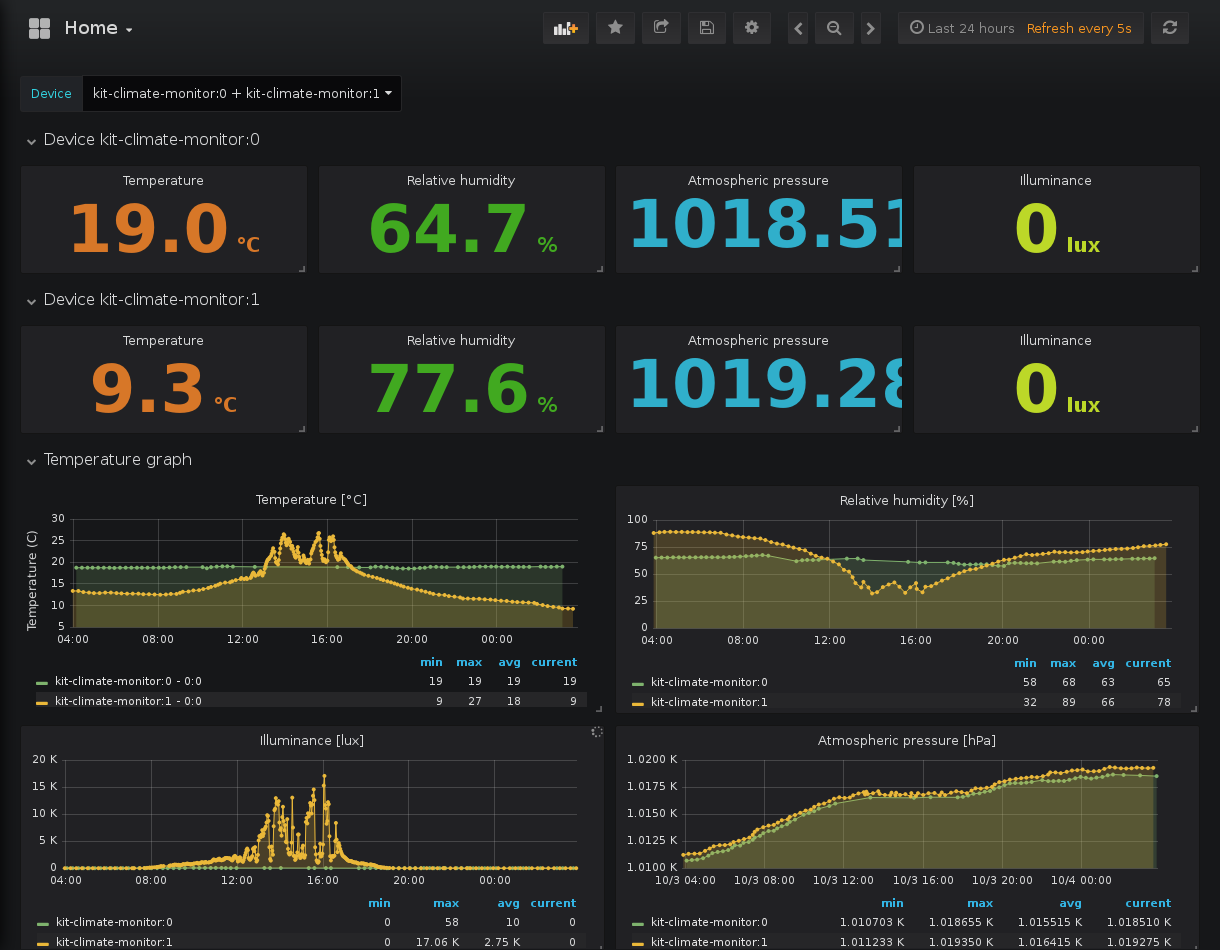 Home
Last 24 hours Refresh every 5s
Device kit-climate-monitor:0 + kit-climate-monitor:1
Device kit-climate-monitor:0
Temperature Relative humidity Atmospheric pressure Illuminance
19.0 °C 64.7 % 1018.51 0 lux
Device kit-climate-monitor:1
Temperature Relative humidity Atmospheric pressure Illuminance
9.3 °C 77.6 % 1019.28 0 lux
Temperature graph
Temperature [°C]
Temperature (C)
30
25
20
15
10
5
04:00 08:00 12:00 16:00 20:00 00:00
min max avg current
kit-climate-monitor:0 - 0:0 19 19 19 19
kit-climate-monitor:1 - 0:0 9 27 18 9
Relative humidity [%]
100
75
50
25
0
04:00 08:00 12:00 16:00 20:00 00:00
min max avg current
kit-climate-monitor:0 58 68 63 65
kit-climate-monitor:1 32 89 66 78
Illuminance [lux]
20 K
15 K
10 K
5 K
0
04:00 08:00 12:00 16:00 20:00 00:00
min max avg current
kit-climate-monitor:0 0 58 10 0
kit-climate-monitor:1 0 17.06 K 2.75 K 0
Atmospheric pressure [hPa]
1.0200 K
1.0175 K
1.0150 K
1.0125 K
1.0100 K
10/3 04:00 10/3 08:00 10/3 12:00 10/3 16:00 10/3 20:00 10/4 00:00
min max avg current
kit-climate-monitor:0 1.010703 K 1.018655 K 1.015515 K 1.018510 K
kit-climate-monitor:1 1.011233 K 1.019350 K 1.016415 K 1.019275 K